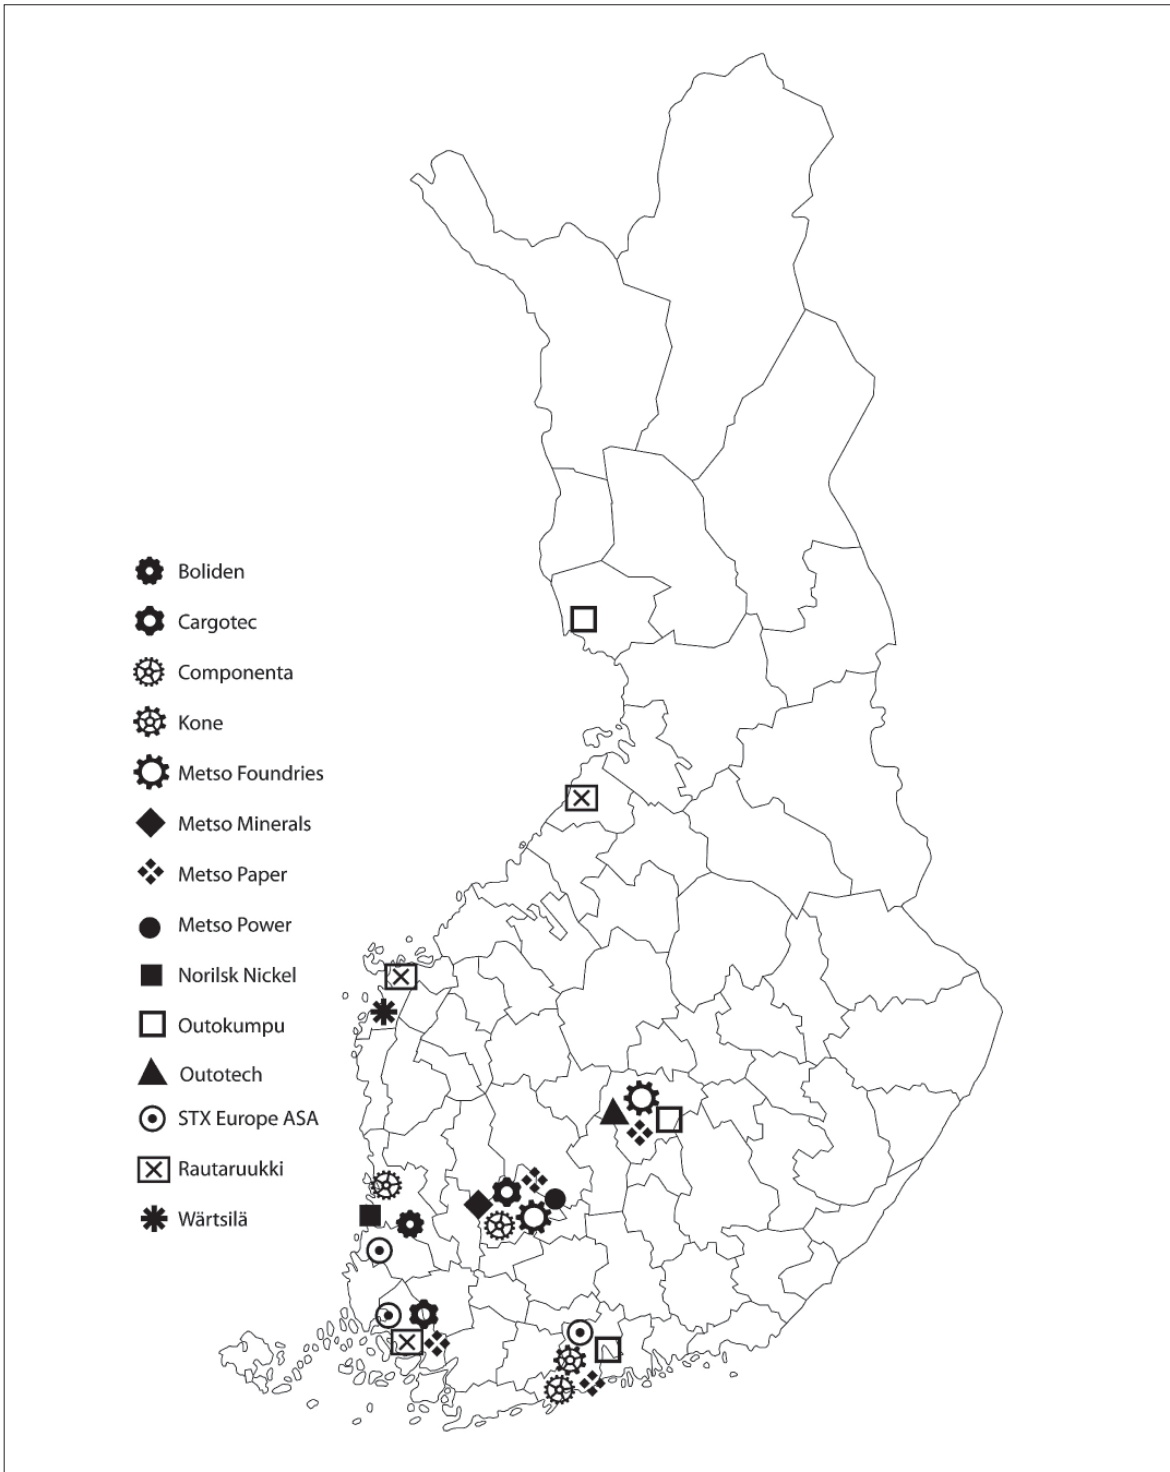 Boliden
Cargotec
Componenta
Kone
Metso Foundries
Metso Minerals
Metso Paper
Metso Power
Norilsk Nickel
Outokumpu
Outotech
STX Europe ASA
Rautaruukki
Wärtsilä